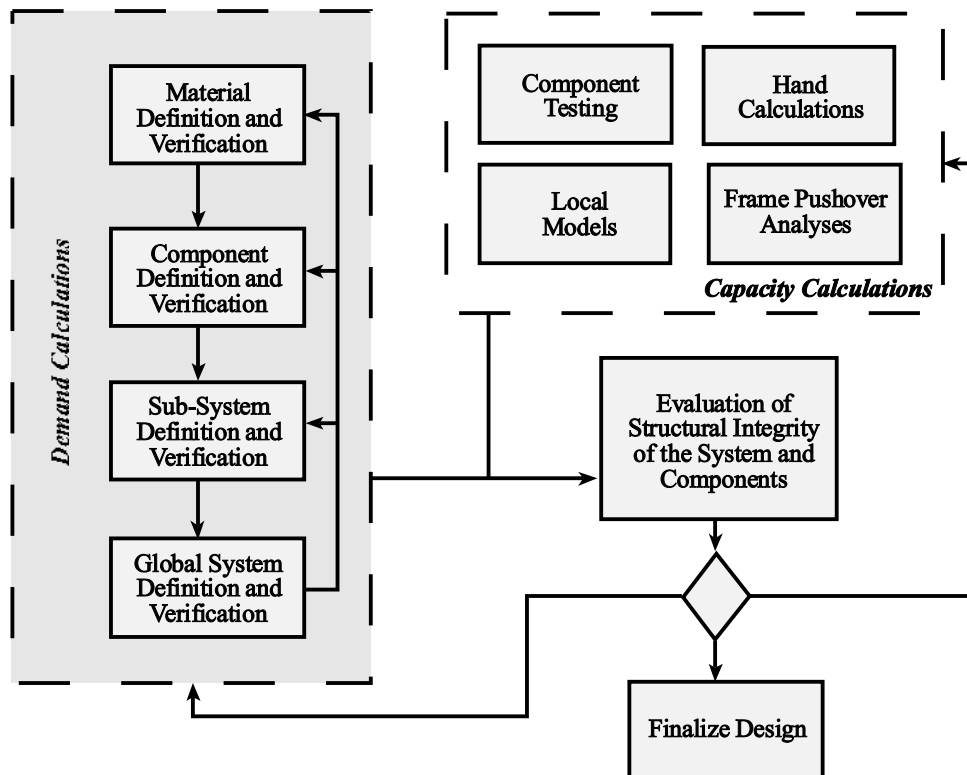 Demand Calculations
Material
Definition and
Verification
Component
Definition and
Verification
Sub-System
Definition and
Verification
Global System
Definition and
Verification
Component
Testing
Hand
Calculations
Local
Models
Frame Pushover
Analyses
Capacity Calculations
Evaluation of
Structural Integrity
of the System and
Components
Finalize Design